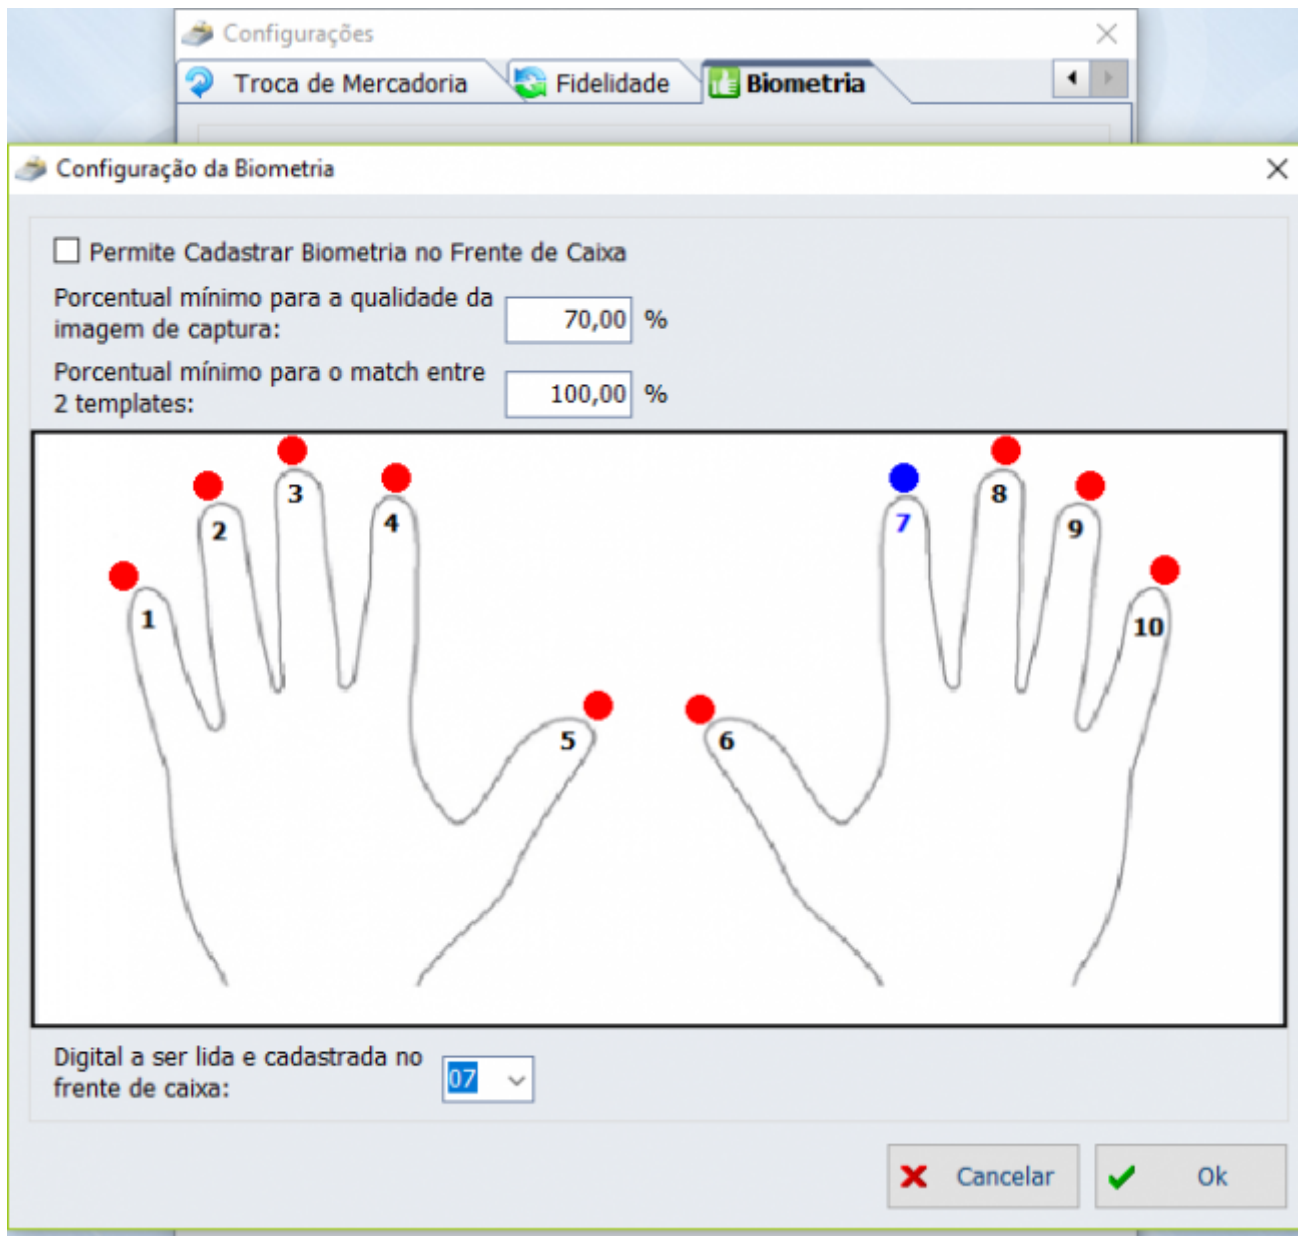 Configurações
Troca de Mercadoria Fidelidade Biometria
Configuração da Biometria
Permite Cadastrar Biometria no Frente de Caixa
Porcentual mínimo para a qualidade da
imagem de captura: 70,00 %
Porcentual mínimo para o match entre
2 templates: 100,00 %
1 2 3 4 5 6 7 8 9 10
Digital a ser lida e cadastrada no
frente de caixa: 07
Cancelar Ok